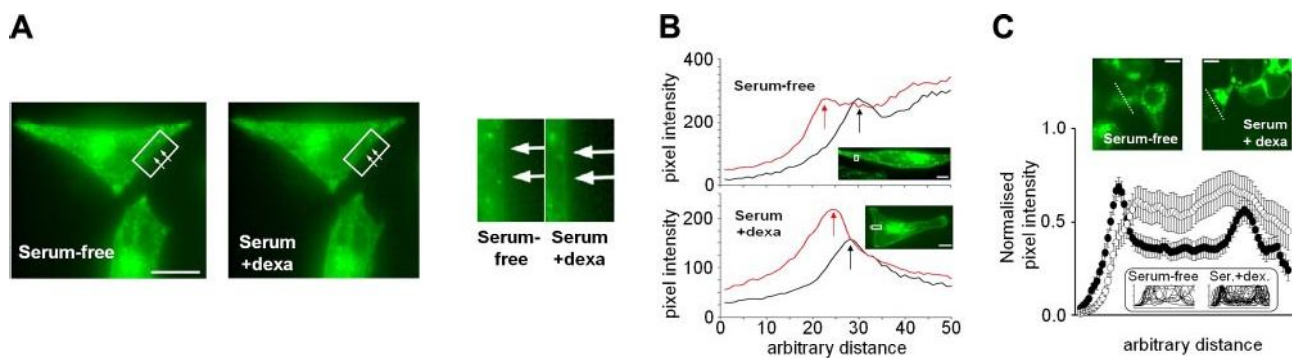 A
Serum-free
Serum
+dexa
Serum-
free
Serum
+dexa
B
pixel intensity
400
300
200
100
0
Serum-free
pixel intensity
200
100
0
Serum
+dexa
0
10
20
30
40
50
arbitrary distance
C
Serum-free
Serum
+ dexa
Normalised
pixel intensity
1.0
0.5
0.0
Serum-free
Ser.+dex.
arbitrary distance